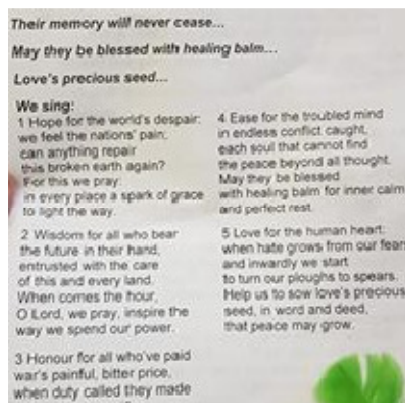 Their memory will never cease...
May they be blessed with healing balm...
Love's precious seed...
We sing:
1 Hope for the world's despair:
we feel the nations' pain;
can anything repair
this broken earth again?
For this we pray:
in every place a spark of grace
to light the way.
2 Wisdom for all who bear
the future in their hand,
entrusted with the care
of this and every land.
When comes the hour,
O Lord, we pray, inspire the
way we spend our power.
3 Honour for all who've paid
war's painful, bitter price,
when duty called they made
4 Ease for the troubled mind
in endless conflict caught,
each soul that cannot find
the peace beyond all thought.
May they be blessed
with healing balm for inner calm
and perfect rest.
5 Love for the human heart:
when hate grows from our fear
and inwardly we start
to turn our ploughs to spears.
Help us to sow love's precious
seed, in word and deed,
that peace may grow.